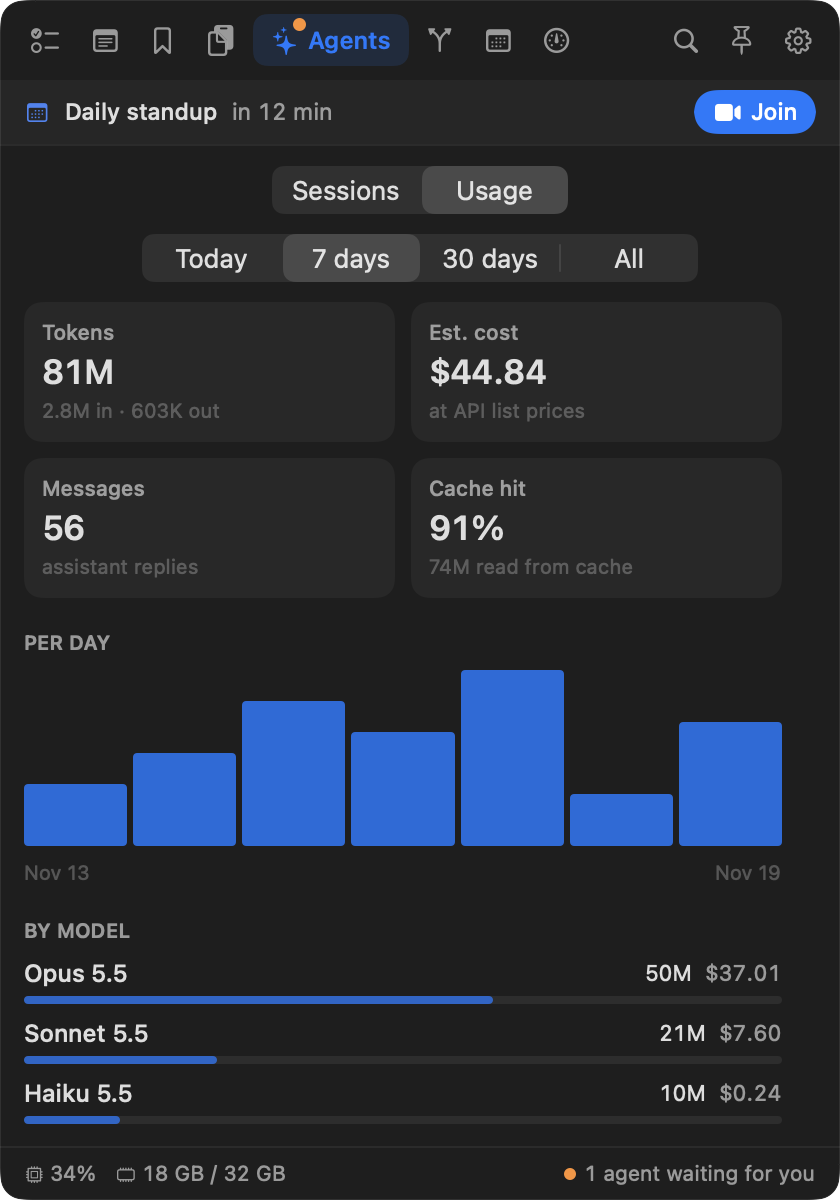 Agents
Daily standup in 12 min
Join
Sessions Usage
Today 7 days 30 days All
Tokens
81M
2.8M in · 603K out
Est. cost
$44.84
at API list prices
Messages
56
assistant replies
Cache hit
91%
74M read from cache
PER DAY
Nov 13 Nov 19
BY MODEL
Opus 5.5 50M $37.01
Sonnet 5.5 21M $7.60
Haiku 5.5 10M $0.24
34% 18 GB / 32 GB 1 agent waiting for you